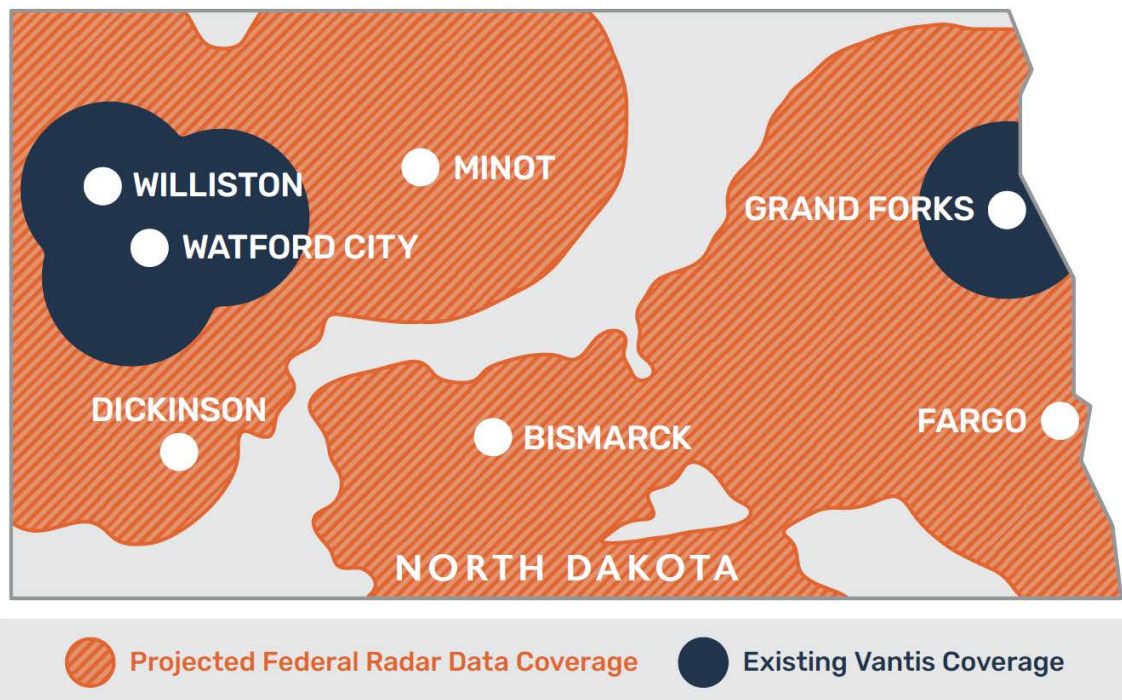 MINOT
WILLISTON
GRAND FORKS
WATFORD CITY
DICKINSON
FARGO
BISMARCK
NORTH DAKOTA
Projected Federal Radar Data Coverage
Existing Vantis Coverage